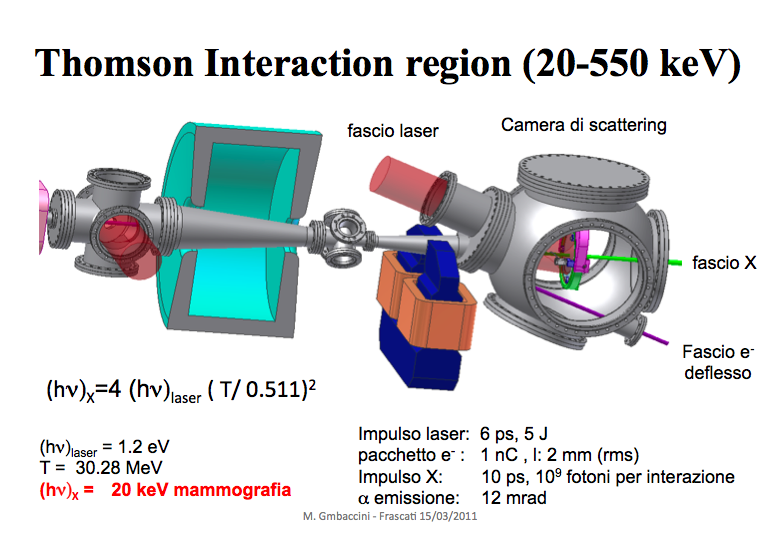 Thomson Interaction region (20-550 keV)
fascio laser
Camera di scattering
fascio X
Fascio e-
deflesso
(hν)x=4 (hν)laser ( T/ 0.511)²
(hν)laser = 1.2 eV
T = 30.28 MeV
(hν)x = 20 keV mammografia
Impulso laser: 6 ps, 5 J
pacchetto e- : 1 nC , l: 2 mm (rms)
Impulso X: 10 ps, 10⁹ fotoni per interazione
α emissione: 12 mrad
M. Gmbaccini - Frascati 15/03/2011